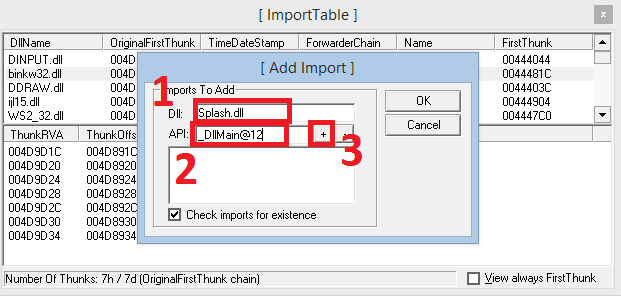 [ ImportTable ]
x
DllName OriginalFirstThunk TimeDateStamp ForwarderChain Name FirstThunk
DINPUT.dll 004D 00444044
binkw32.dll 004D 0044481C
DDRAW.dll 004D 004403C
ijl15.dll 004D 00444904
WS2_32.dll 004D 004447C0
[ Add Import ]
1
Imports To Add
Dll: Splash.dll
OK
API: _DllMain@12 + -
Cancel
2
3
Check imports for existence
ThunkRVA ThunkOffs
004D9D1C 004D891C
004D9D20 004D8920
004D9D24 004D8924
004D9D28 004D8928
004D9D2C 004D892C
004D9D30 004D8930
004D9D34 004D8934
Number Of Thunks: 7h / 7d (OriginalFirstThunk chain)
View always FirstThunk